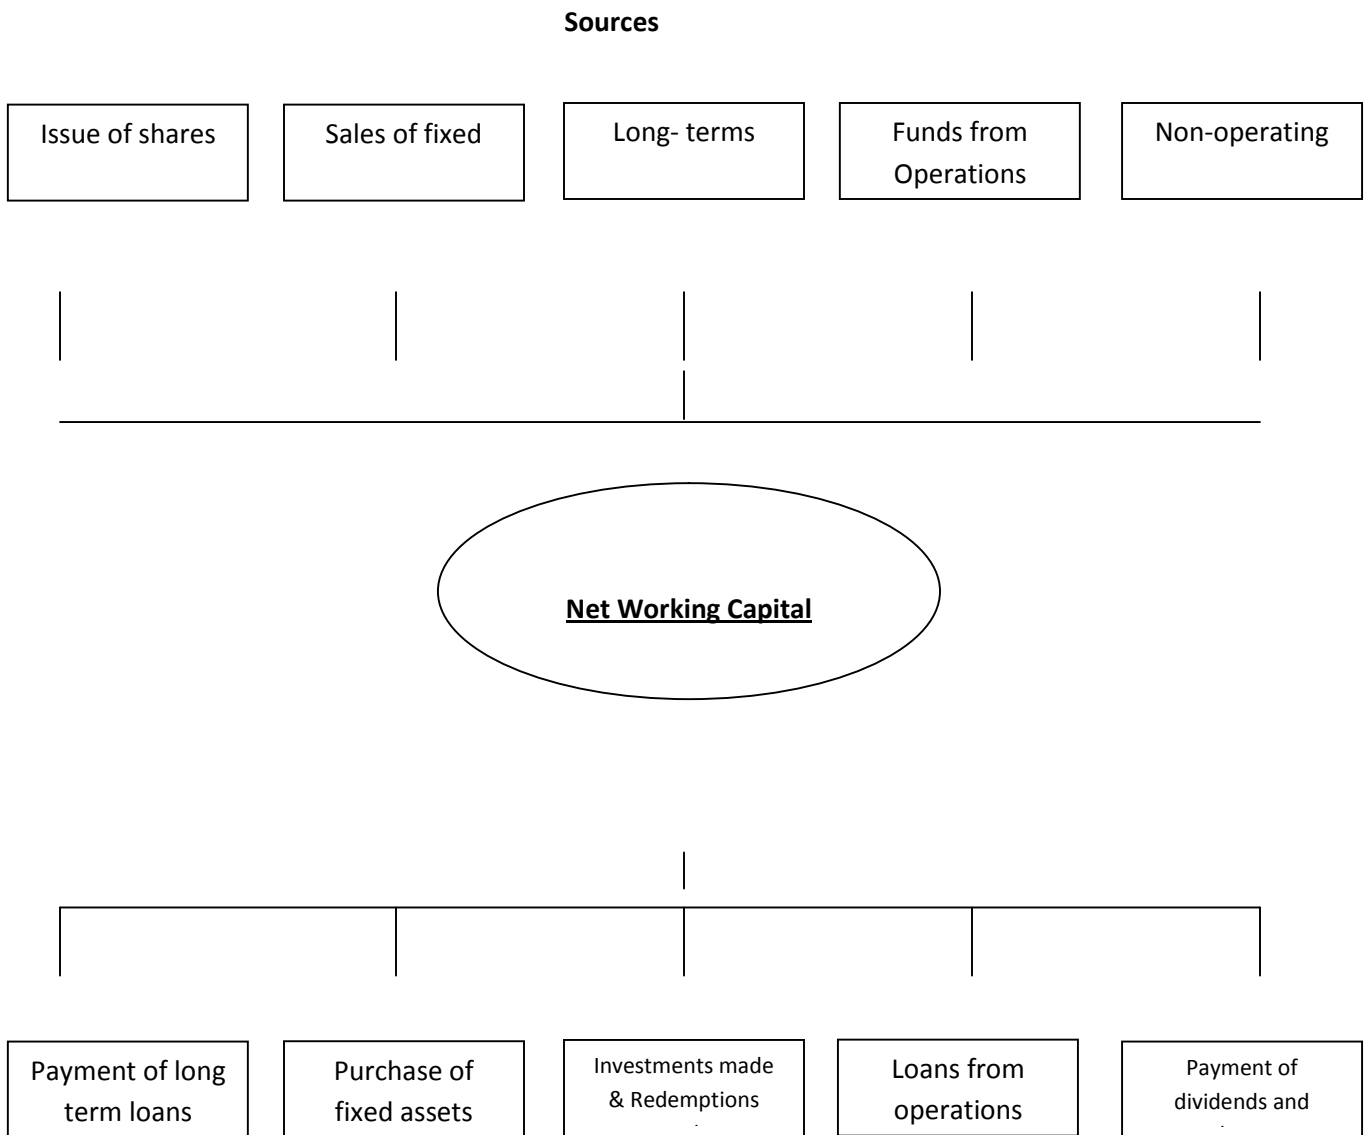 Sources
Issue of shares
Sales of fixed
Long- terms
Funds from
Operations
Non-operating
Net Working Capital
Payment of long
term loans
Purchase of
fixed assets
Investments made
& Redemptions
Loans from
operations
Payment of
dividends and